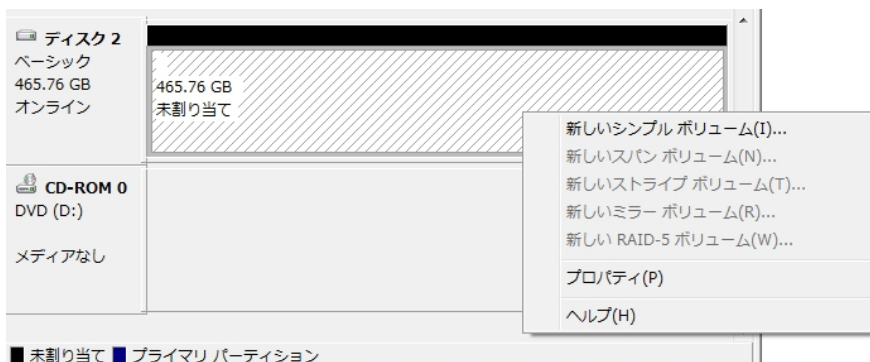 ディスク 2
ベーシック
465.76 GB
オンライン
465.76 GB
未割り当て
新しいシンプル ボリューム(I)...
新しいスパン ボリューム(N)...
新しいストライプ ボリューム(T)...
新しいミラー ボリューム(R)...
新しい RAID-5 ボリューム(W)...
プロパティ(P)
ヘルプ(H)
CD-ROM 0
DVD (D:)
メディアなし
未割り当て プライマリ パーティション